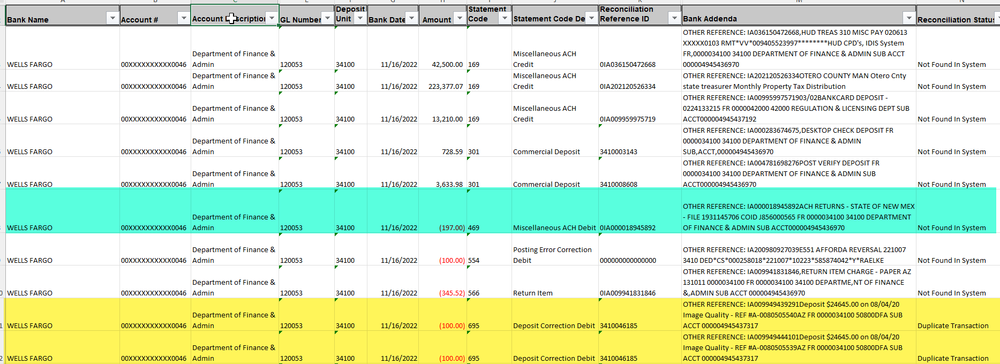 A B C E F G H I J K M N
Bank Name Account # Account D scription GL Number Deposit Unit Bank Date Amount Statement Code Statement Code De Reconciliation Reference ID Bank Addenda Reconciliation Status
OTHER REFERENCE: IA036150472668,HUD TREAS 310 MISC PAY 020613
XXXXX0103 RMT*VV*009405523997********HUD CPD's, IDIS System
Department of Finance & Miscellaneous ACH FR,0000034100 34100 DEPARTMENT OF FINANCE & ADMIN SUB ACCT
WELLS FARGO 00XXXXXXXXXX0046 Admin 120053 34100 11/16/2022 42,500.00 169 Credit 0IA036150472668 000004945436970 Not Found In System
Department of Finance & Miscellaneous ACH OTHER REFERENCE: IA202120526334OTERO COUNTY MAN Otero Cnty
WELLS FARGO 00XXXXXXXXXX0046 Admin 120053 34100 11/16/2022 223,377.07 169 Credit 0IA202120526334 state treasurer Monthly Property Tax Distribution Not Found In System
OTHER REFERENCE: IA00995997571903/02BANKCARD DEPOSIT -
Department of Finance & Miscellaneous ACH 0224133215 FR 0000042000 42000 REGULATION & LICENSING DEPT SUB
WELLS FARGO 00XXXXXXXXXX0046 Admin 120053 34100 11/16/2022 13,210.00 169 Credit 0IA009959975719 ACCT000004945437192 Not Found In System
OTHER REFERENCE: IA000283674675,DESKTOP CHECK DEPOSIT FR
Department of Finance & 0000034100 34100 DEPARTMENT OF FINANCE & ADMIN
WELLS FARGO 00XXXXXXXXXX0046 Admin 120053 34100 11/16/2022 728.59 301 Commercial Deposit 3410003143 SUB,ACCT,000004945436970 Not Found In System
OTHER REFERENCE: IA004781698276POST VERIFY DEPOSIT FR
Department of Finance & 0000034100 34100 DEPARTMENT OF FINANCE & ADMIN SUB
WELLS FARGO 00XXXXXXXXXX0046 Admin 120053 34100 11/16/2022 3,633.98 301 Commercial Deposit 3410008608 ACCT000004945436970 Not Found In System
OTHER REFERENCE: IA000018945892ACH RETURNS - STATE OF NEW MEX
Department of Finance & - FILE 1931145706 COID J856000565 FR 0000034100 34100 DEPARTMENT
WELLS FARGO 00XXXXXXXXXX0046 Admin 120053 34100 11/16/2022 (197.00) 469 Miscellaneous ACH Debit 0IA000018945892 OF FINANCE & ADMIN SUB ACCT000004945436970 Not Found In System
Department of Finance & Posting Error Correction OTHER REFERENCE: IA200980927039E551 AFFORDA REVERSAL 221007
WELLS FARGO 00XXXXXXXXXX0046 Admin 120053 34100 11/16/2022 (100.00) 554 Debit 000000000000000 3410 DED*CS*000258018*221007*10223*585874042*Y*RAELKE Not Found In System
OTHER REFERENCE: IA009941831846,RETURN ITEM CHARGE - PAPER AZ
Department of Finance & 131011 0000034100 FR 0000034100 34100 DEPARTME,NT OF FINANCE
WELLS FARGO 00XXXXXXXXXX0046 Admin 120053 34100 11/16/2022 (345.52) 566 Return Item 0IA009941831846 &,ADMIN SUB ACCT 000004945436970 Not Found In System
OTHER REFERENCE: IA009949439291Deposit $24645.00 on 08/04/20
Department of Finance & Image Quality - REF #A-0080505540AZ FR 0000034100 50800DFA SUB
WELLS FARGO 00XXXXXXXXXX0046 Admin 120053 34100 11/16/2022 (100.00) 695 Deposit Correction Debit 3410046185 ACCT 000004945437317 Duplicate Transaction
OTHER REFERENCE: IA009949444101Deposit $24645.00 on 08/04/20
Department of Finance & Image Quality - REF #A-0080505539AZ FR 0000034100 50800DFA SUB
WELLS FARGO 00XXXXXXXXXX0046 Admin 120053 34100 11/16/2022 (100.00) 695 Deposit Correction Debit 3410046185 ACCT 000004945437317 Duplicate Transaction